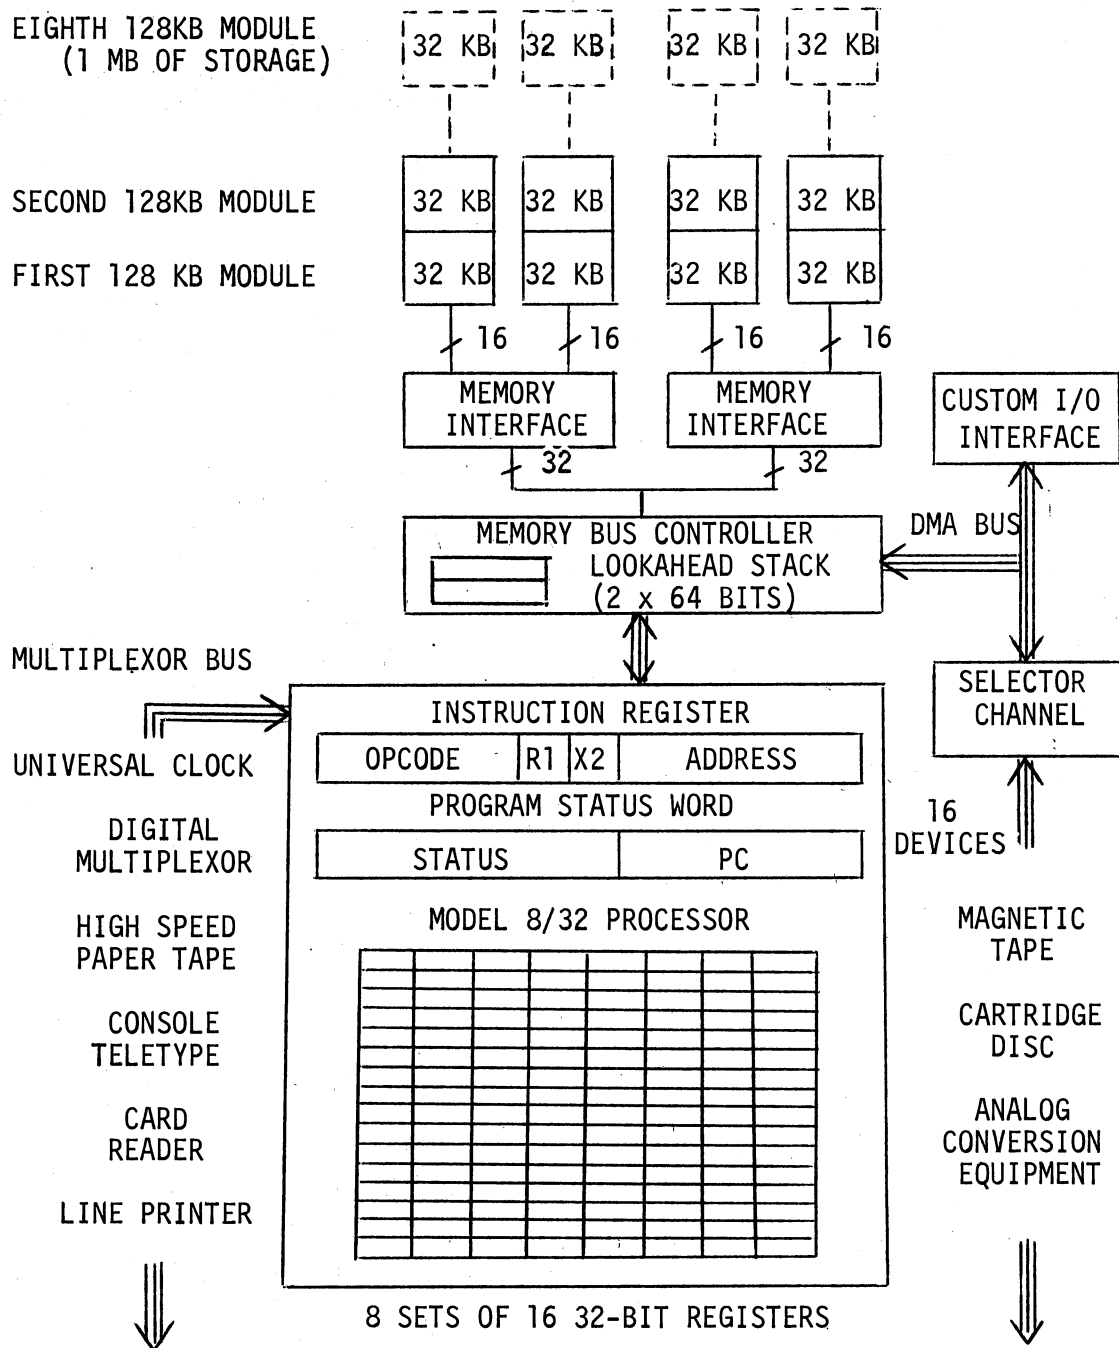 EIGHTH 128KB MODULE
(1 MB OF STORAGE)
32 KB 32 KB 32 KB 32 KB
SECOND 128KB MODULE
32 KB 32 KB 32 KB 32 KB
FIRST 128 KB MODULE
32 KB 32 KB 32 KB 32 KB
16 16 16 16
MEMORY
INTERFACE
MEMORY
INTERFACE
CUSTOM I/O
INTERFACE
32 32
DMA BUS
MEMORY BUS CONTROLLER
LOOKAHEAD STACK
(2 x 64 BITS)
MULTIPLEXOR BUS
SELECTOR
CHANNEL
INSTRUCTION REGISTER
OPCODE R1 X2 ADDRESS
UNIVERSAL CLOCK
PROGRAM STATUS WORD
STATUS PC
16
DEVICES
DIGITAL
MULTIPLEXOR
MODEL 8/32 PROCESSOR
HIGH SPEED
PAPER TAPE
MAGNETIC
TAPE
CONSOLE
TELETYPE
CARTRIDGE
DISC
CARD
READER
ANALOG
CONVERSION
EQUIPMENT
LINE PRINTER
8 SETS OF 16 32-BIT REGISTERS